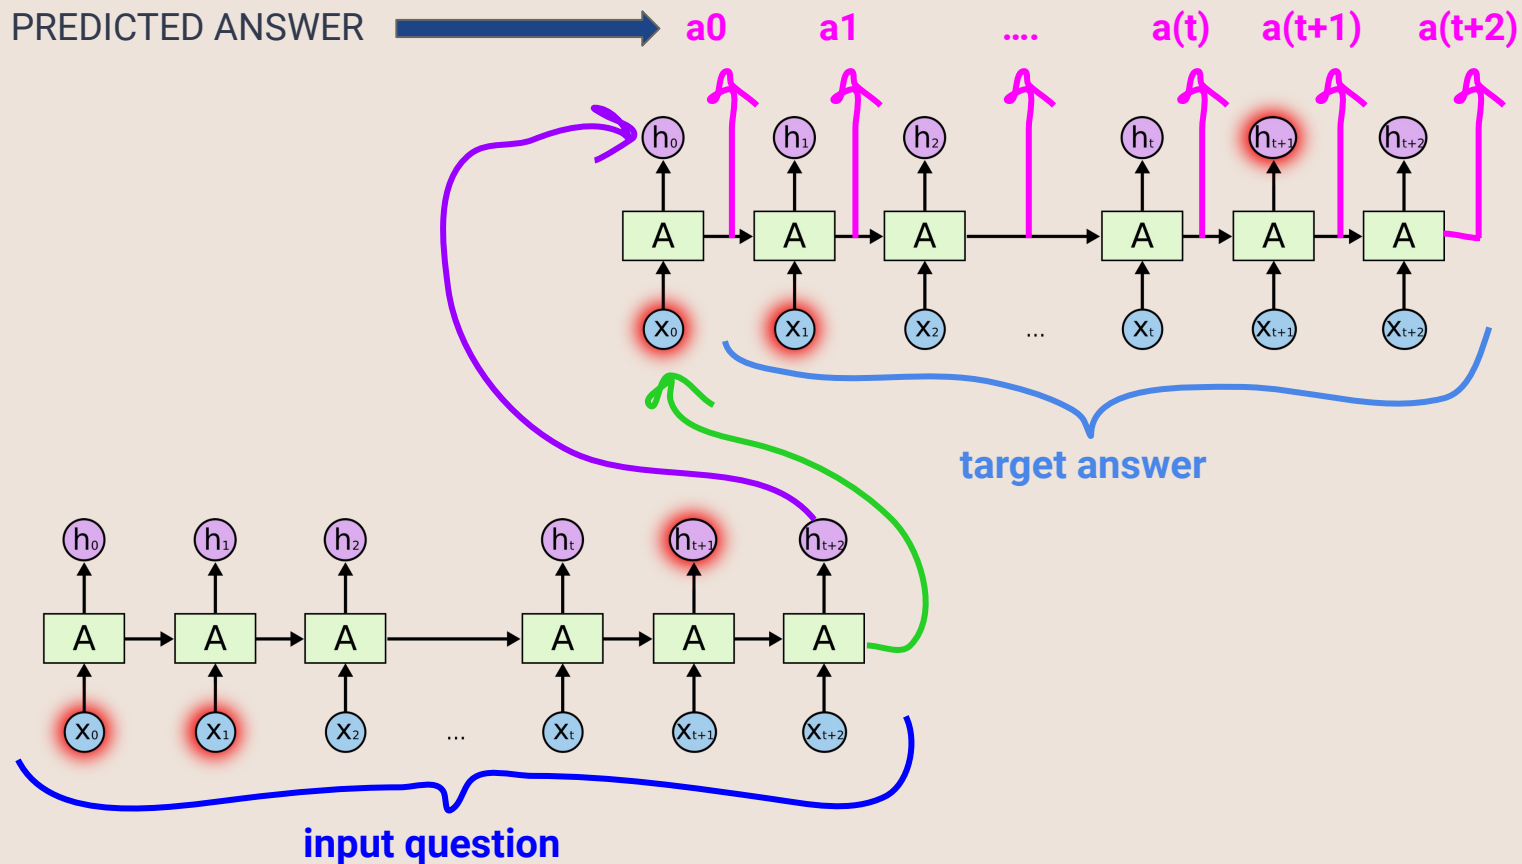 PREDICTED ANSWER a0 a1 .... a(t) a(t+1) a(t+2)
h0 h1 h2 ht ht+1 ht+2
A A A A A A
x0 x1 x2 ... xt xt+1 xt+2
target answer
h0 h1 h2 ht ht+1 ht+2
A A A A A A
x0 x1 x2 ... xt xt+1 xt+2
input question